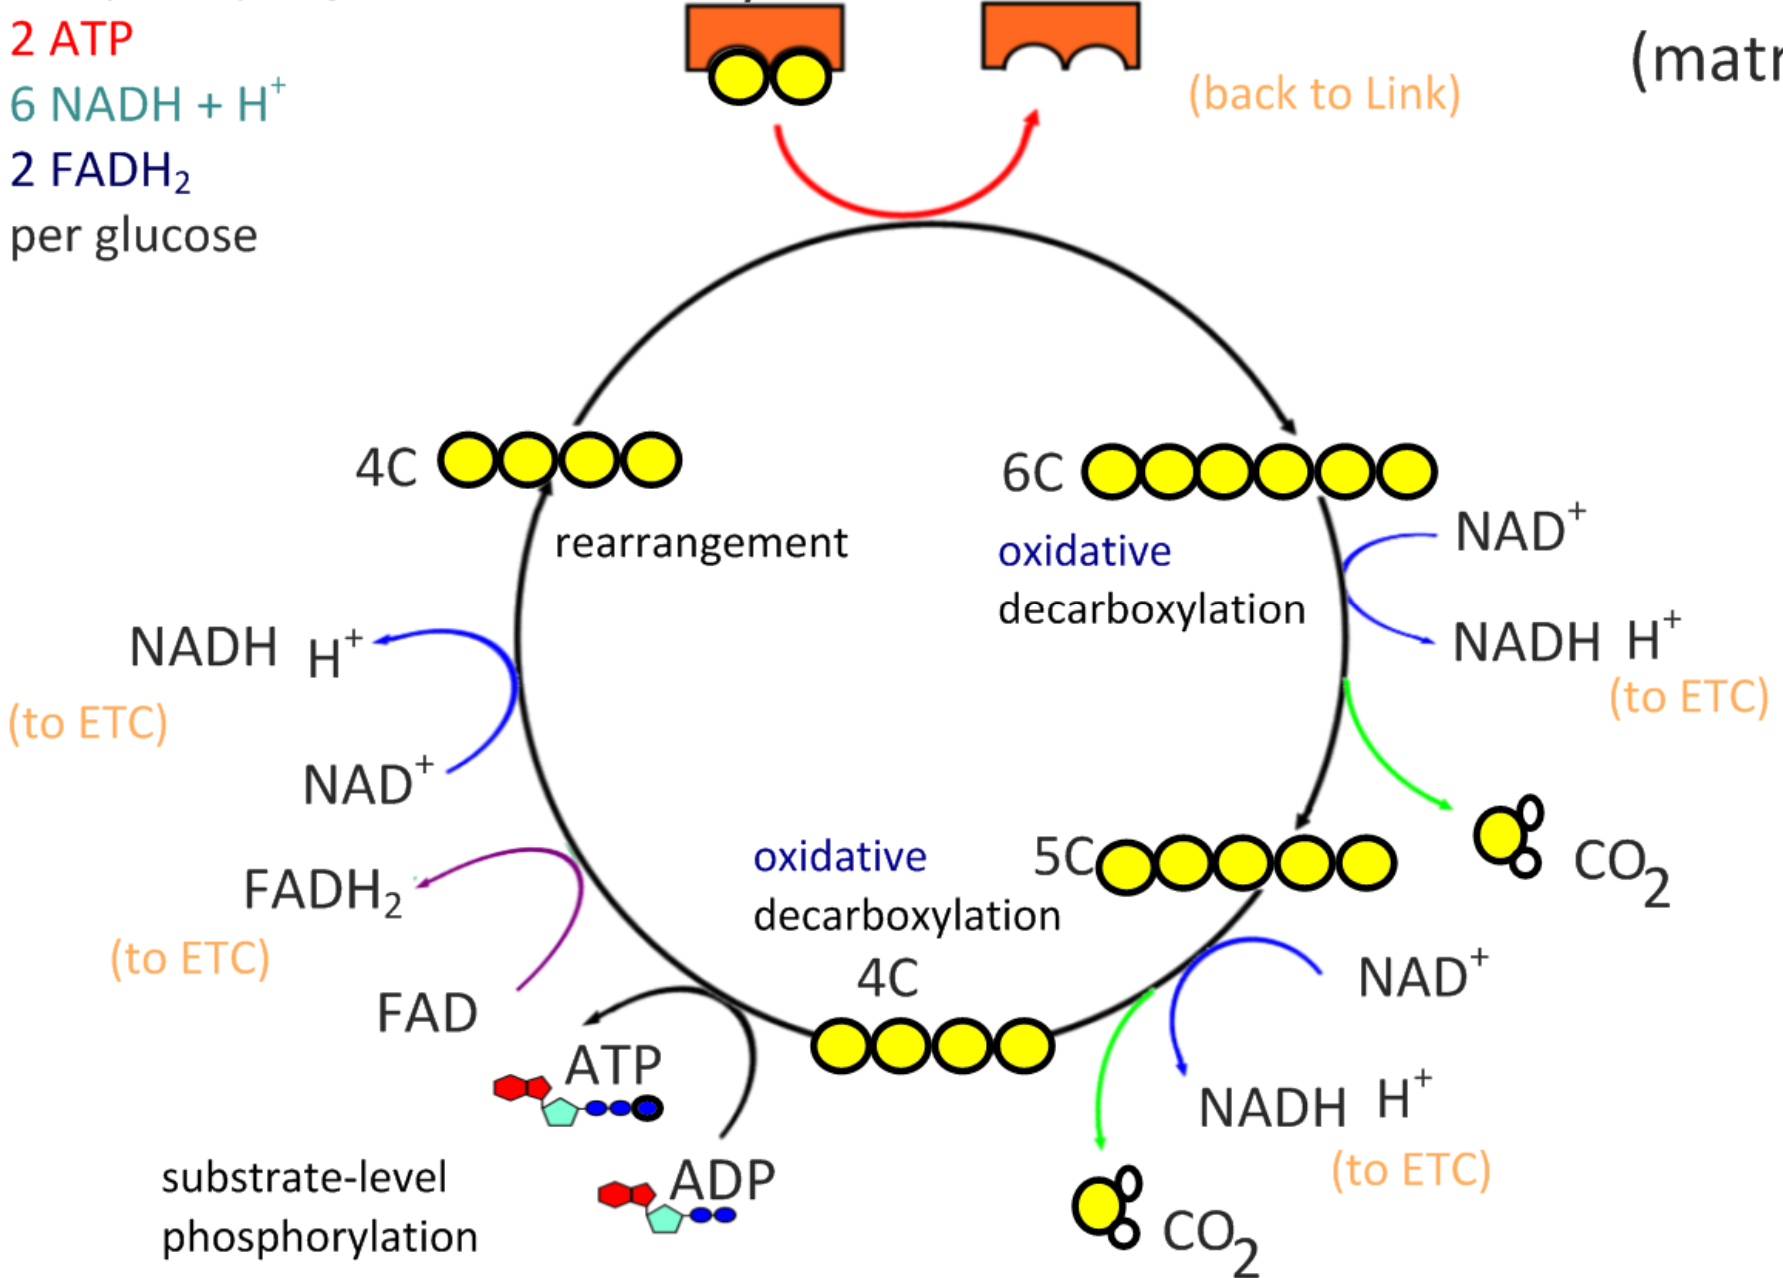 2 ATP
6 NADH + H⁺
2 FADH₂
per glucose
(back to Link)
(matr
4C
6C
rearrangement
oxidative
decarboxylation
NAD⁺
NADH H⁺
(to ETC)
NADH H⁺
(to ETC)
NAD⁺
CO₂
5C
oxidative
decarboxylation
4C
FADH₂
(to ETC)
FAD
NAD⁺
NADH H⁺
(to ETC)
CO₂
ATP
ADP
substrate-level
phosphorylation